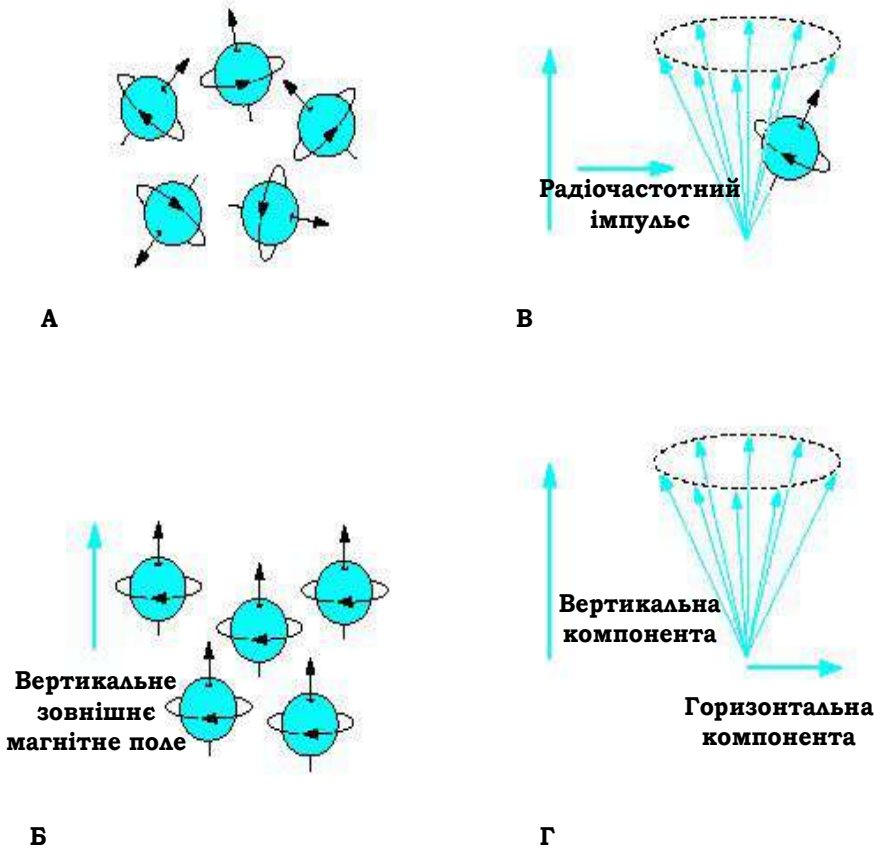 Радіочастотний
імпульс
А
В
Вертикальна
компонента
Вертикальне
зовнішнє
магнітне поле
Горизонтальна
компонента
Б
Г